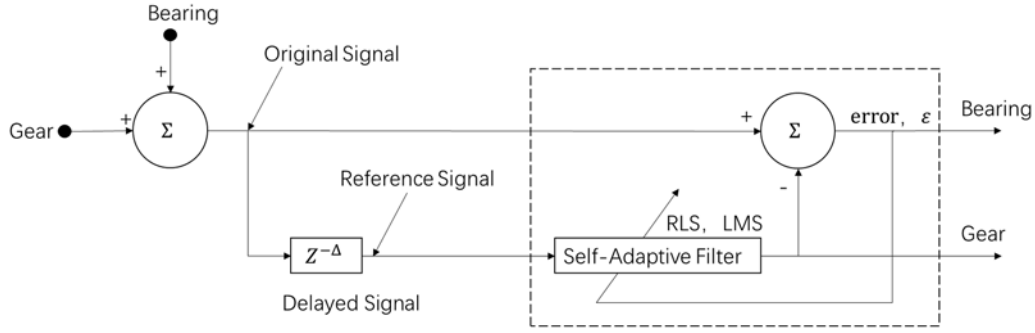 Bearing
Original Signal
+
Gear
+
Σ
+
Σ
error, ε
Bearing
-
Reference Signal
RLS, LMS
Gear
Z^{-Δ}
Self-Adaptive Filter
Delayed Signal